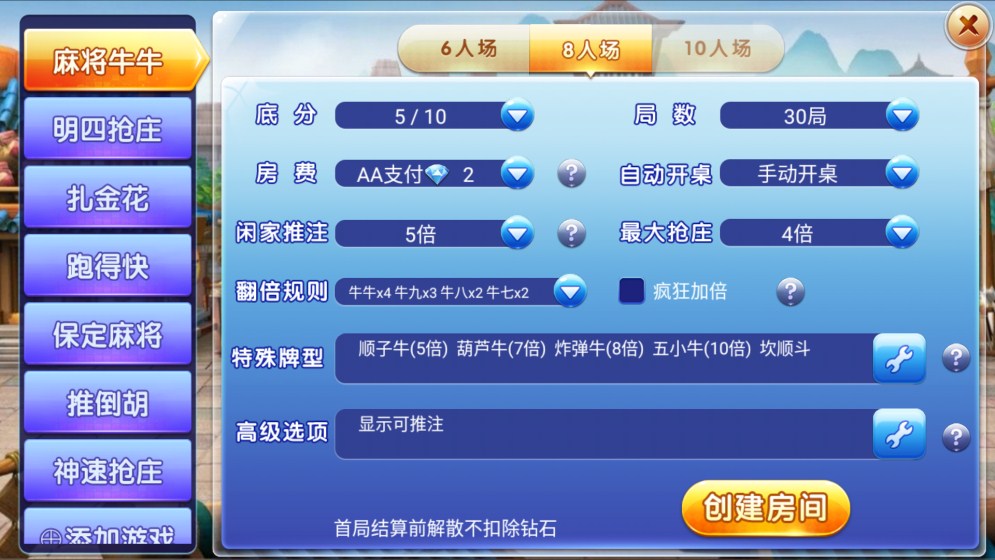 6人场 8人场 10人场
麻将牛牛
明四抢庄
扎金花
跑得快
保定麻将
推倒胡
神速抢庄
添加游戏
底 分 5 / 10 局 数 30局
房 费 AA支付 2 ? 自动开桌 手动开桌
闲家推注 5倍 ? 最大抢庄 4倍
翻倍规则 牛牛x4 牛九x3 牛八x2 牛七x2 疯狂加倍 ?
特殊牌型 顺子牛(5倍) 葫芦牛(7倍) 炸弹牛(8倍) 五小牛(10倍) 坎顺斗 ?
高级选项 显示可推注 ?
首局结算前解散不扣除钻石
创建房间